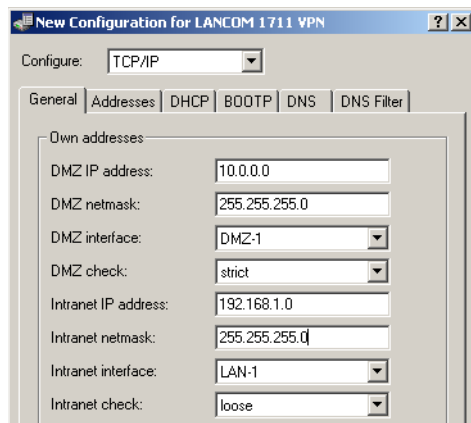 New Configuration for LANCOM 1711 VPN
Configure: TCP/IP
General Addresses DHCP BOOTP DNS DNS Filter
Own addresses
DMZ IP address: 10.0.0.0
DMZ netmask: 255.255.255.0
DMZ interface: DMZ-1
DMZ check: strict
Intranet IP address: 192.168.1.0
Intranet netmask: 255.255.255.0
Intranet interface: LAN-1
Intranet check: loose